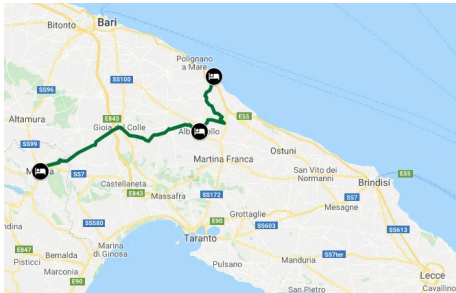 Bari
Bitonto
Polignano
a Mare
SS100
SS96
E843
E55
Altamura
Gioia
Colle
SS99
Martina Franca
Ostuni
SS7
San Vito dei
Normanni
E55
Castellaneta
Brindisi
E843
Massafra
SS172
SS7
Mesagne
Grottaglie
SS580
E90
SS603
SS613
Taranto
E847
Marina
di Ginosa
SS7ter
Bernalda
Pisticci
Manduria
Lecce
Marconia
Pulsano
E90
San Pietro
Cavallino